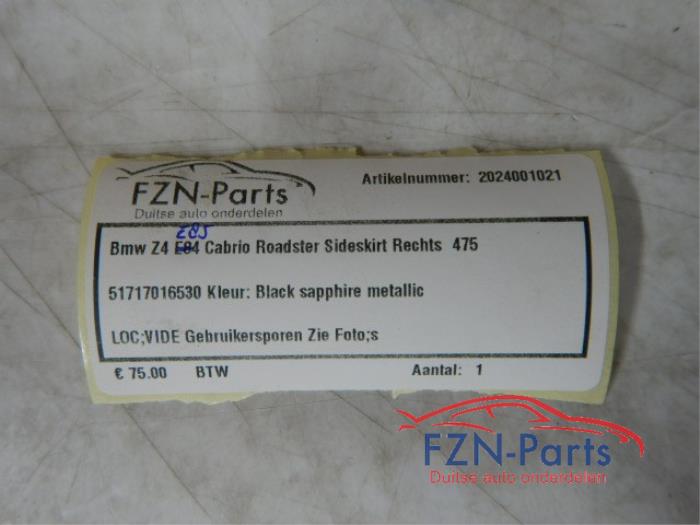 FZN-Parts
Duitse auto onderdelen
Artikelnummer: 2024001021
E85
Bmw Z4 E84 Cabrio Roadster Sideskirt Rechts 475
51717016530 Kleur: Black sapphire metallic
LOC;VIDE Gebruikersporen Zie Foto;s
€ 75.00 BTW Aantal: 1
FZN-Parts
Duitse auto onderdelen